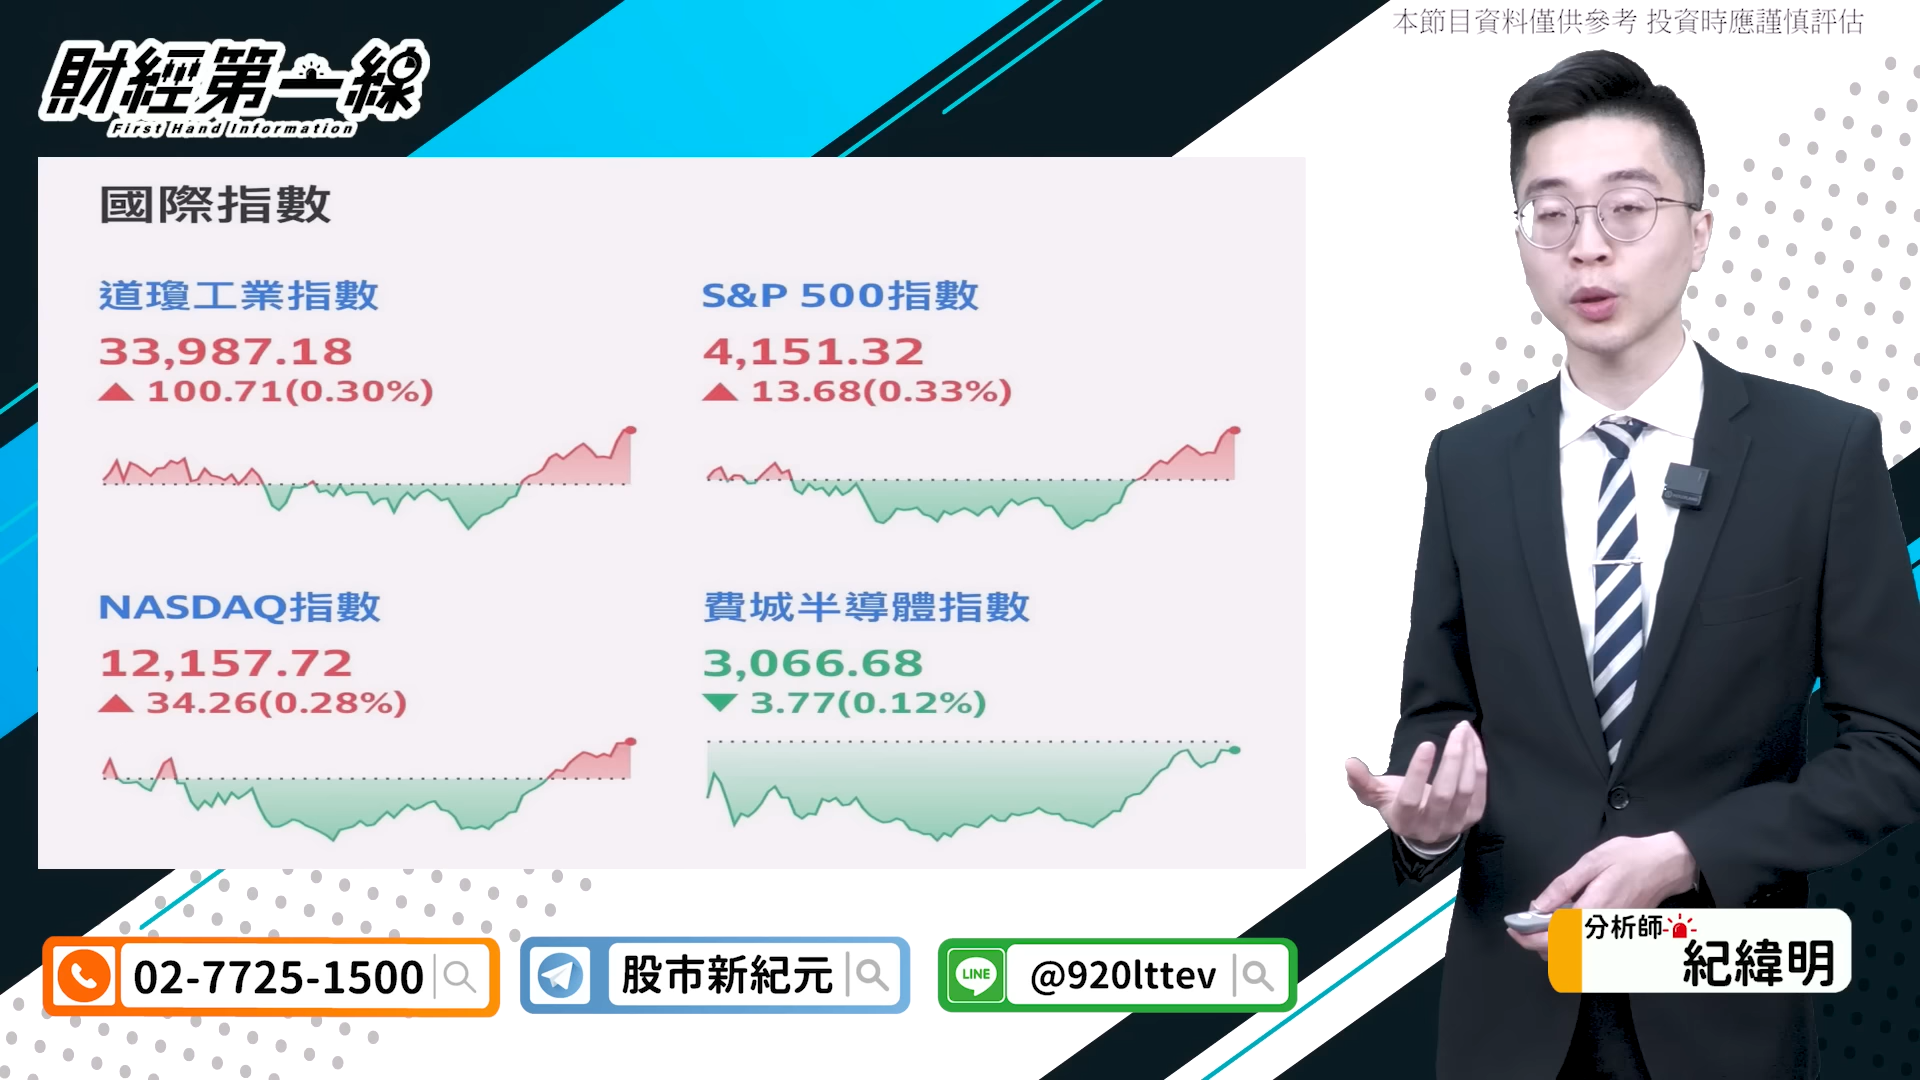 本節目資料僅供參考 投資時應謹慎評估
財經第一線
First Hand Information
國際指數
道瓊工業指數
33,987.18
▲ 100.71(0.30%)
S&P 500指數
4,151.32
▲ 13.68(0.33%)
NASDAQ指數
12,157.72
▲ 34.26(0.28%)
費城半導體指數
3,066.68
▼ 3.77(0.12%)
02-7725-1500
股市新紀元
LINE
@920lttev
分析師
紀緯明